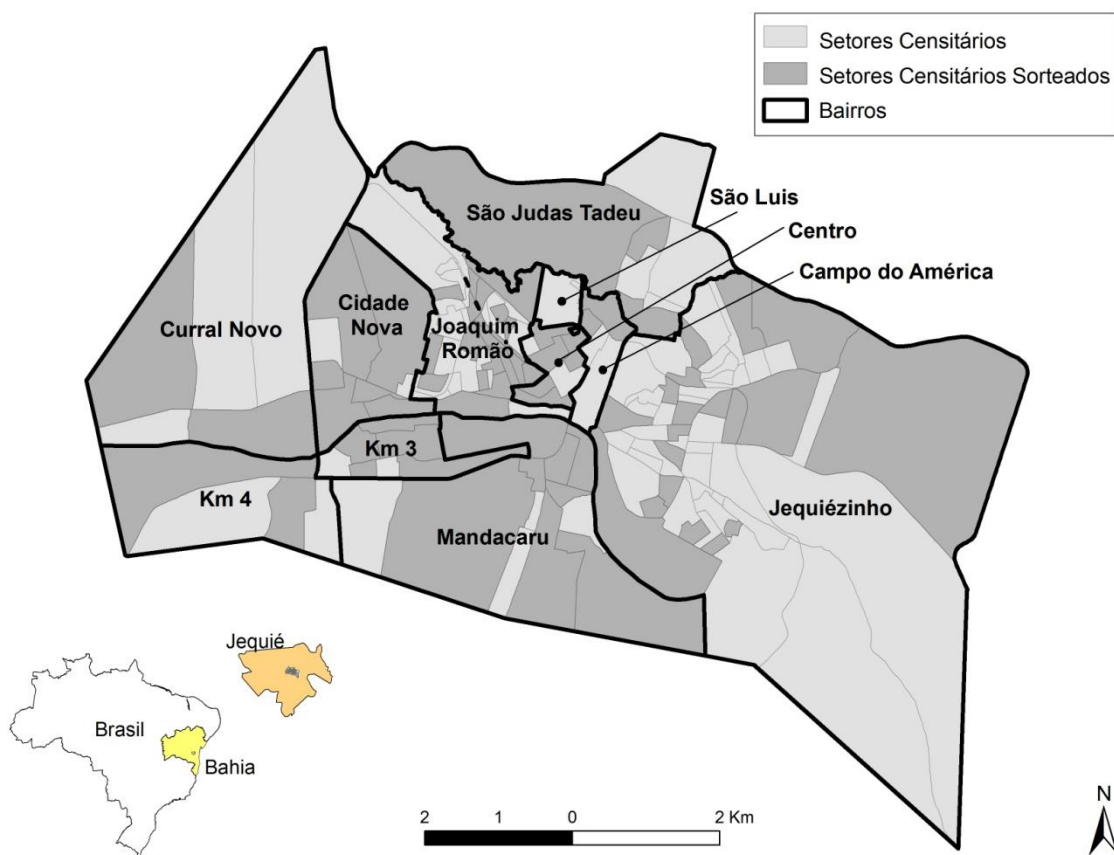 Setores Censitários
Setores Censitários Sorteados
Bairros
São Luis
São Judas Tadeu
Centro
Campo do América
Cidade
Nova
Curral Novo
Joaquim
Romão
Km 3
Km 4
Jequiézinho
Mandacaru
Jequié
Brasil
Bahia
2 1 0 2 Km
N